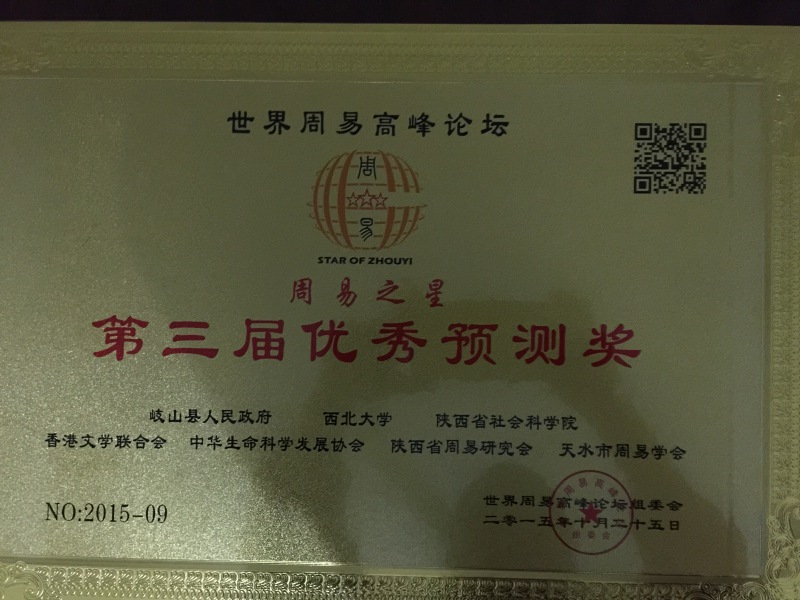 世界周易高峰论坛
周
易
STAR OF ZHOUYI
周易之星
第三届优秀预测奖
岐山县人民政府 西北大学 陕西省社会科学院
香港文学联合会 中华生命科学发展协会 陕西省周易研究会 天水市周易学会
世界周易高峰论坛组委会
NO:2015-09
二零一五年十月二十五日